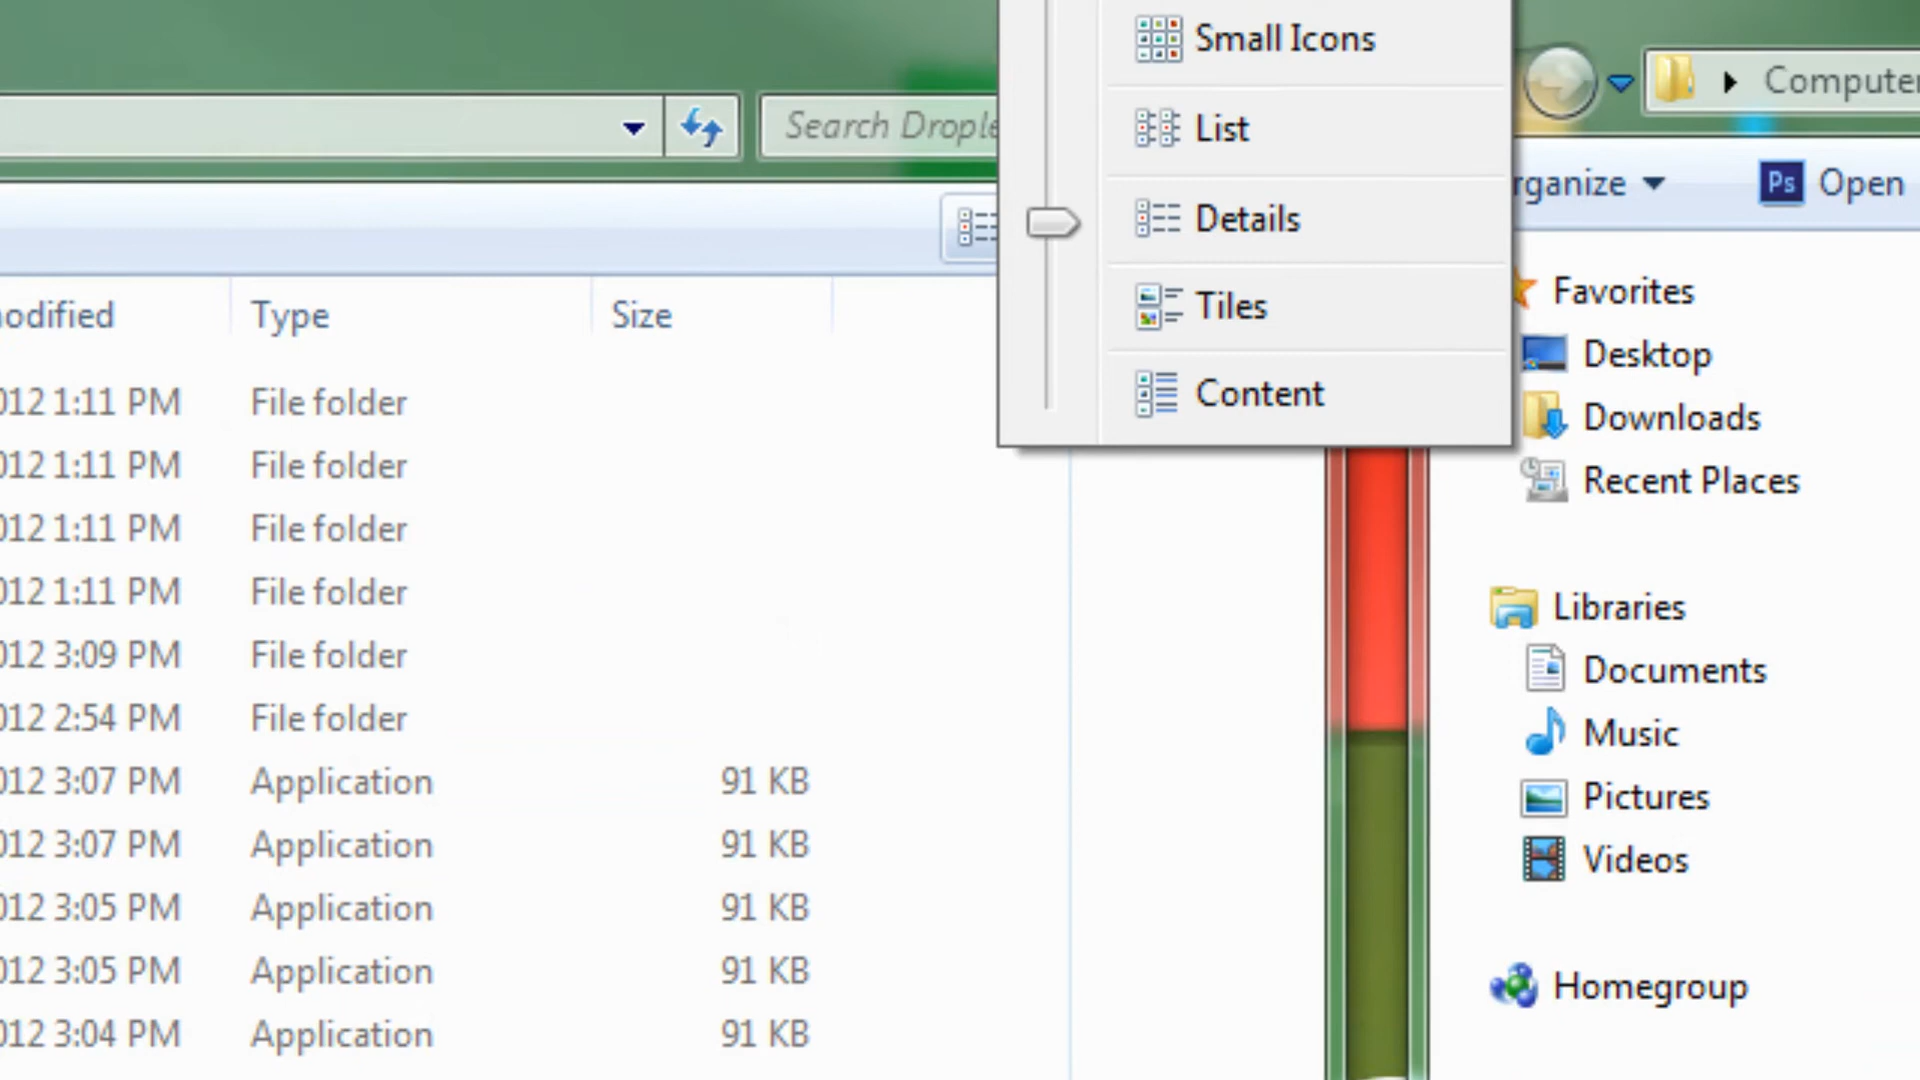 Small Icons
List
Details
Tiles
Content
Search Drople
Computer
rganize
Ps Open
odified Type Size
012 1:11 PM File folder
012 1:11 PM File folder
012 1:11 PM File folder
012 1:11 PM File folder
012 3:09 PM File folder
012 2:54 PM File folder
012 3:07 PM Application 91 KB
012 3:07 PM Application 91 KB
012 3:05 PM Application 91 KB
012 3:05 PM Application 91 KB
012 3:04 PM Application 91 KB
Favorites
Desktop
Downloads
Recent Places
Libraries
Documents
Music
Pictures
Videos
Homegroup